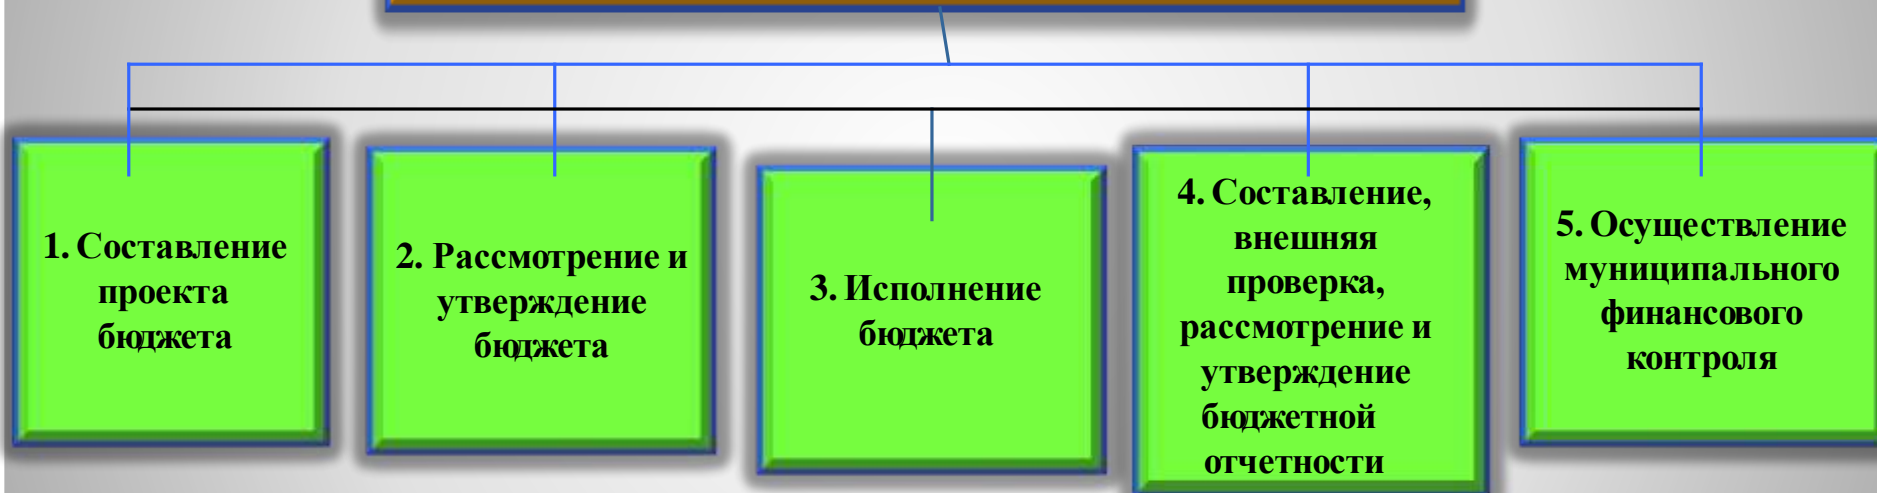 1. Составление
проекта
бюджета
2. Рассмотрение и
утверждение
бюджета
3. Исполнение
бюджета
4. Составление,
внешняя
проверка,
рассмотрение и
утверждение
бюджетной
отчетности
5. Осуществление
муниципального
финансового
контроля